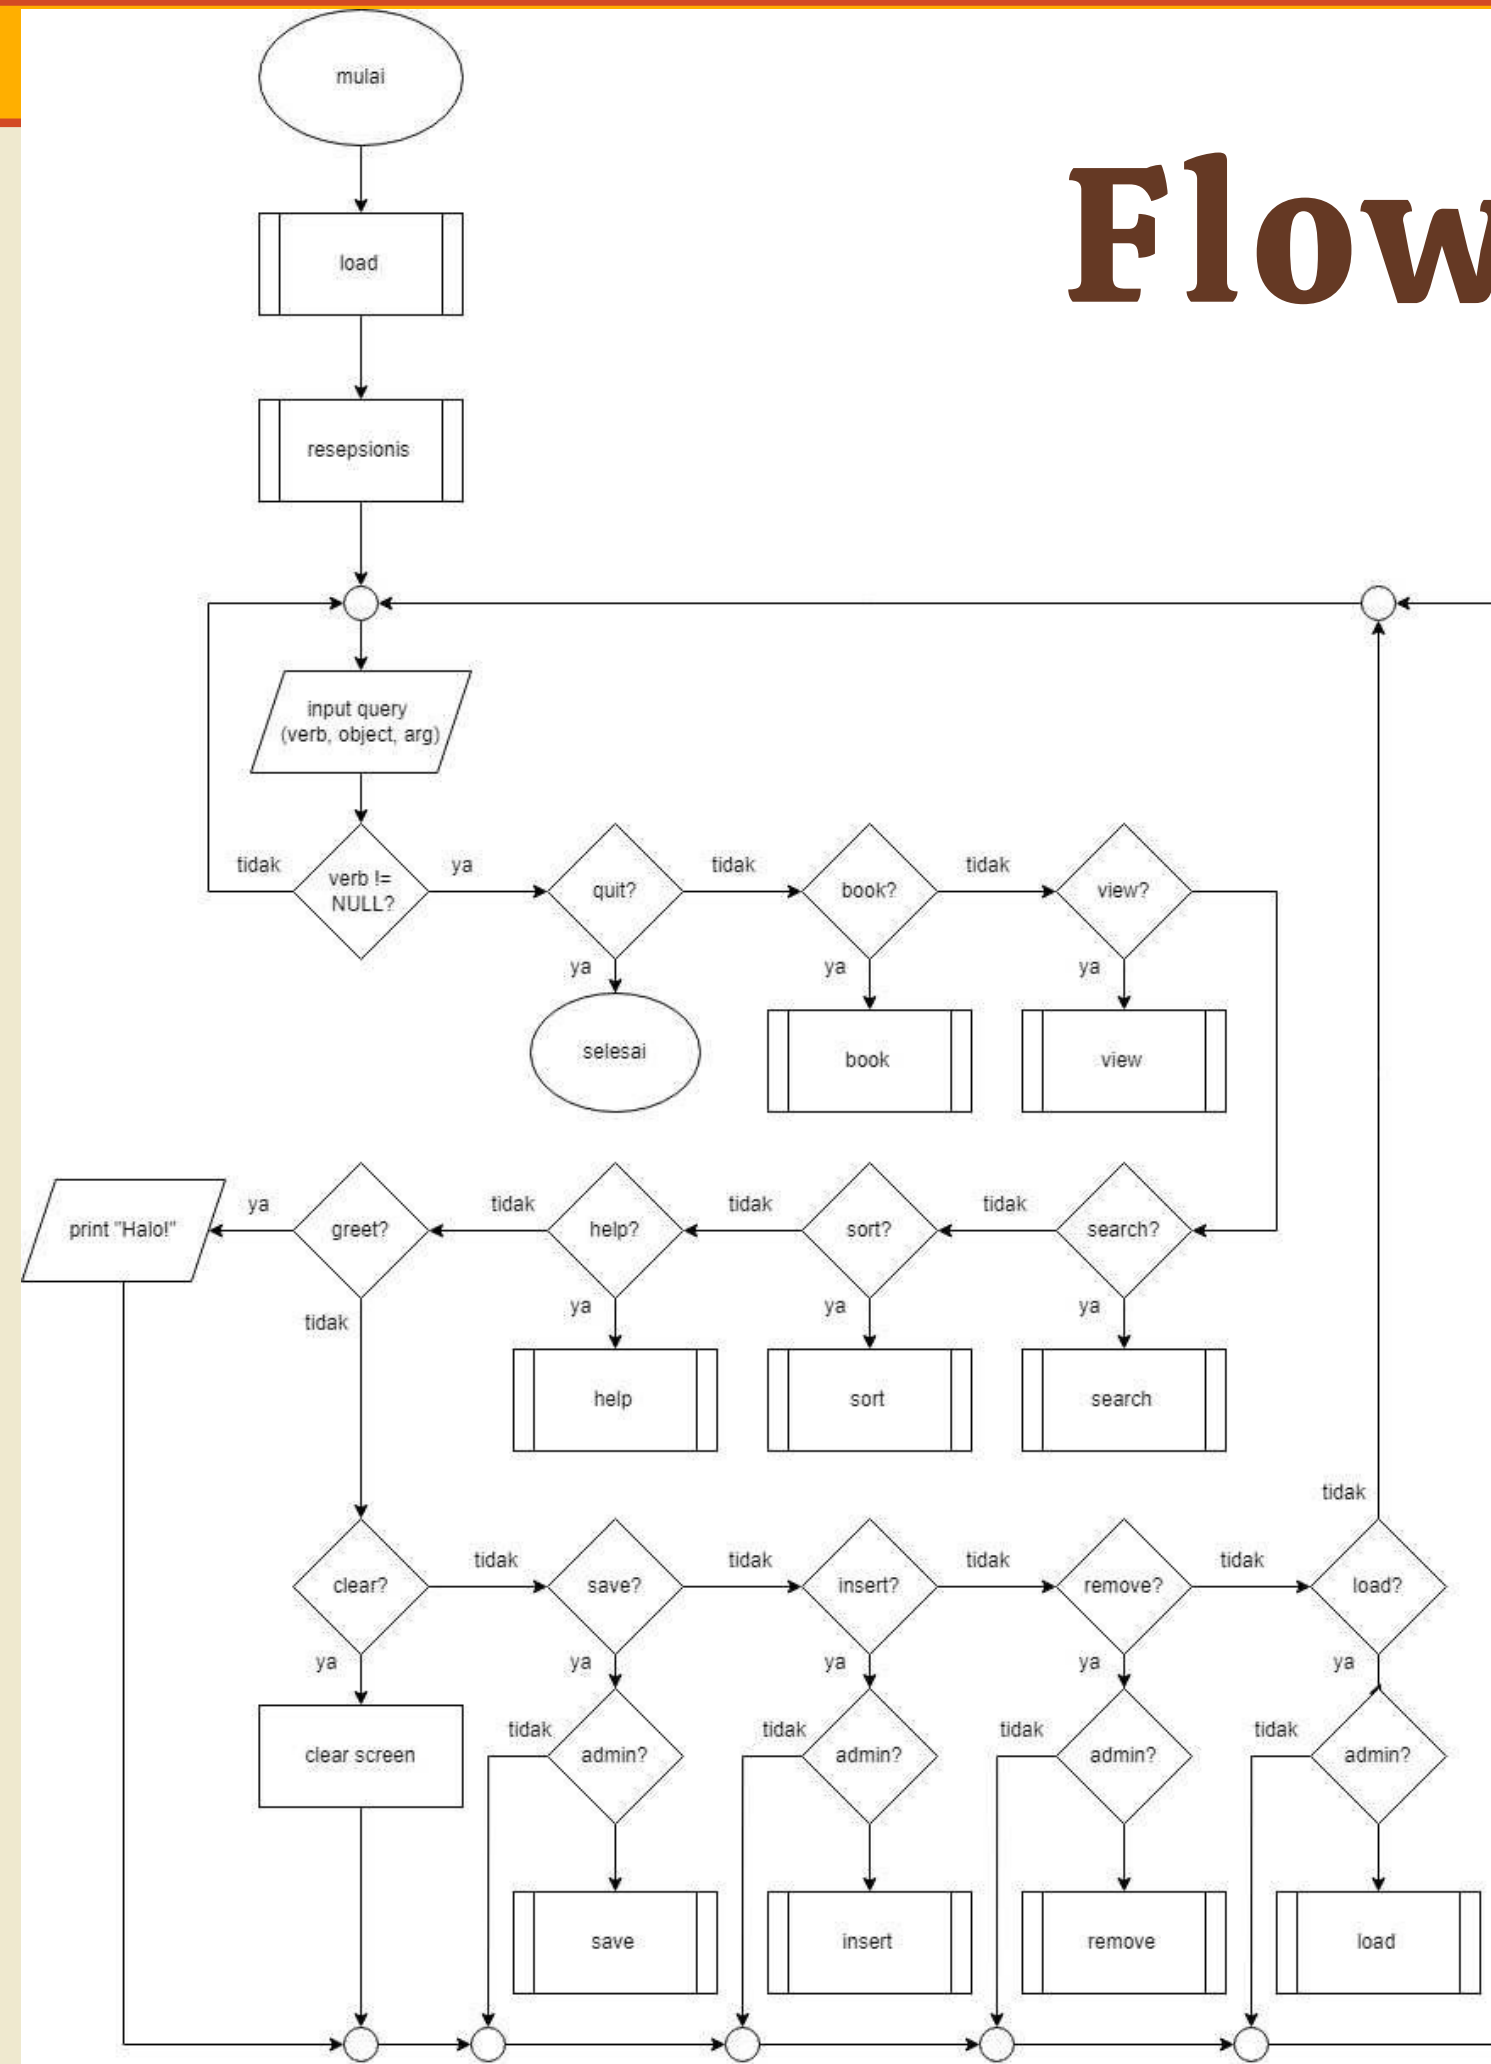 mulai
Flow
load
resepsionis
input query
(verb, object, arg)
tidak
verb !=
NULL?
ya
quit?
tidak
book?
tidak
view?
ya
ya
ya
selesai
book
view
print "Halo!"
ya
greet?
tidak
help?
tidak
sort?
tidak
search?
tidak
ya
ya
ya
help
sort
search
tidak
clear?
tidak
save?
tidak
insert?
tidak
remove?
tidak
load?
ya
ya
ya
ya
ya
clear screen
tidak
admin?
tidak
admin?
tidak
admin?
tidak
admin?
save
insert
remove
load